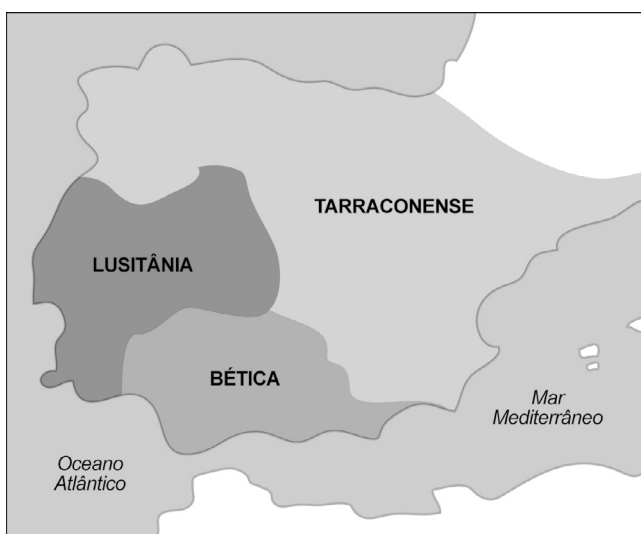 TARRACONENSE
LUSITÂNIA
BÉTICA
Mar
Mediterrâneo
Oceano
Atlântico